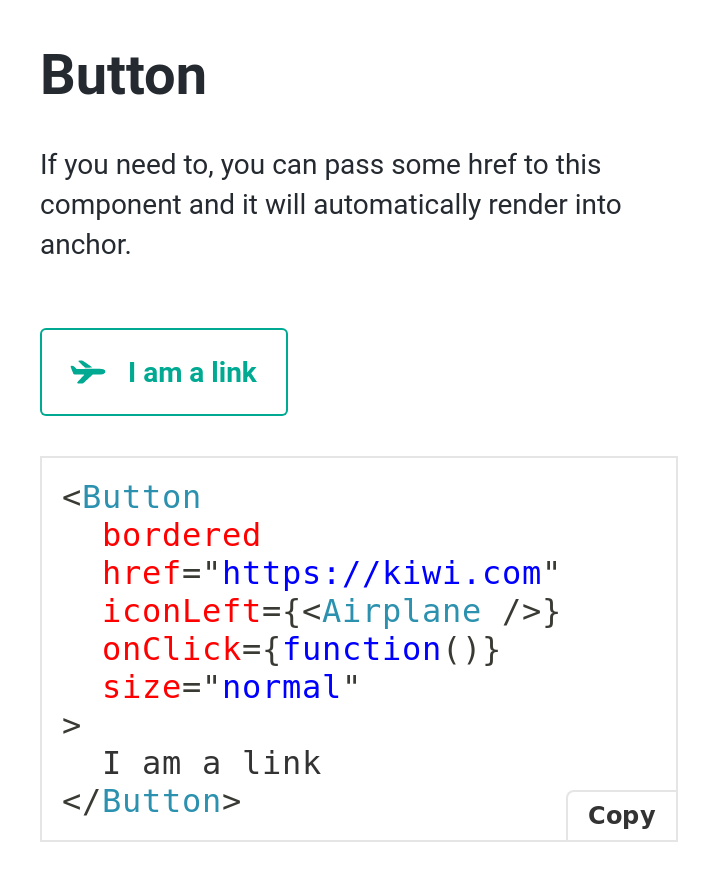 Button
If you need to, you can pass some href to this
component and it will automatically render into
anchor.
I am a link
<Button
  bordered
  href="https://kiwi.com"
  iconLeft={<Airplane />}
  onClick={function()}
  size="normal"
>
  I am a link
</Button>
Copy